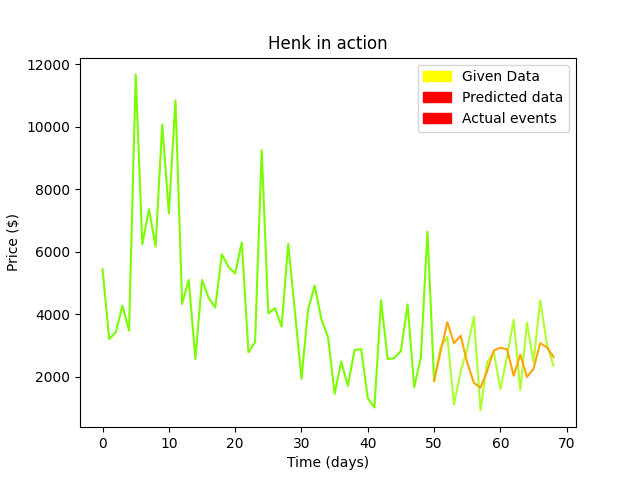 Henk in action
Given Data
Predicted data
Actual events
12000
10000
8000
6000
4000
2000
Price ($)
0 10 20 30 40 50 60 70
Time (days)